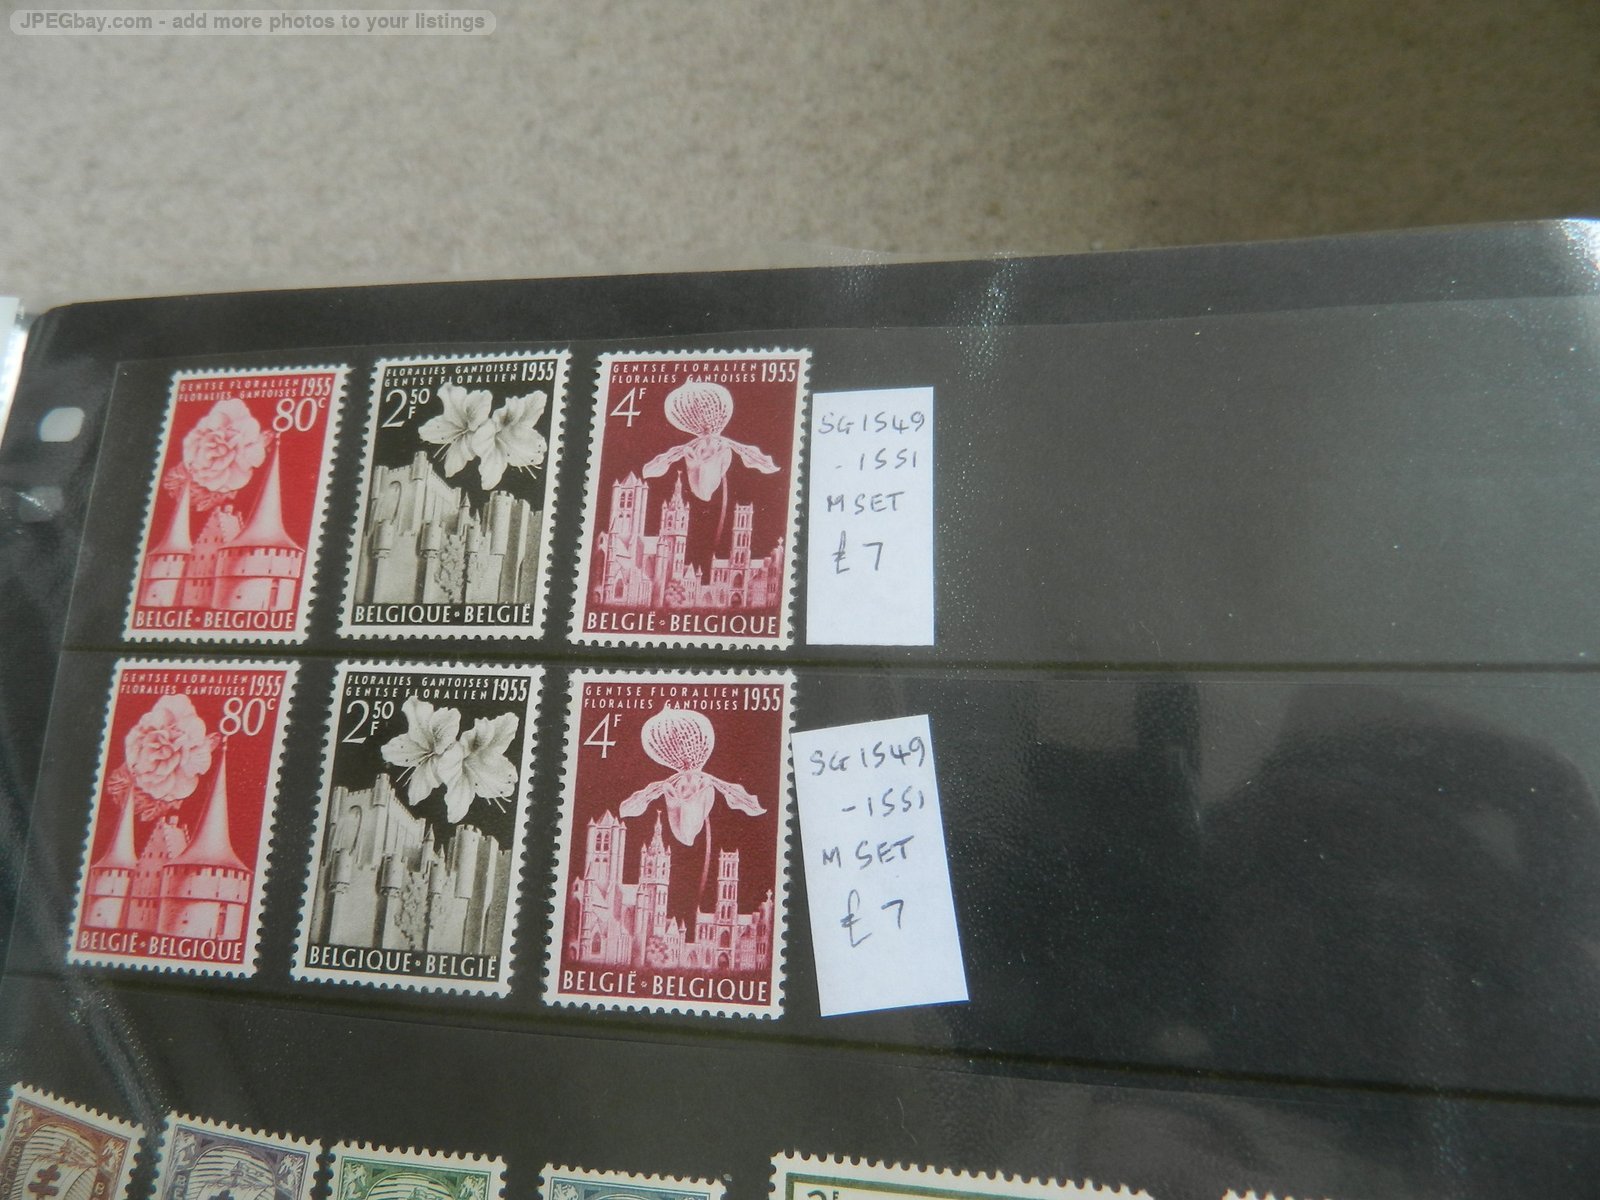 JPEGbay.com - add more photos to your listings
GENTSE FLORALIEN 1955
FLORALIES GANTOISES
80C
BELGIË • BELGIQUE
FLORALIES GANTOISES 1955
GENTSE FLORALIEN
2 50 F
BELGIQUE • BELGIË
GENTSE FLORALIEN 1955
FLORALIES GANTOISES
4F
BELGIË • BELGIQUE
SG 1549
- 1551
M SET
£7
GENTSE FLORALIEN 1955
FLORALIES GANTOISES
80C
BELGIË • BELGIQUE
FLORALIES GANTOISES 1955
GENTSE FLORALIEN
2 50 F
BELGIQUE • BELGIË
GENTSE FLORALIEN 1955
FLORALIES GANTOISES
4F
BELGIË • BELGIQUE
SG 1549
- 1551
M SET
£7